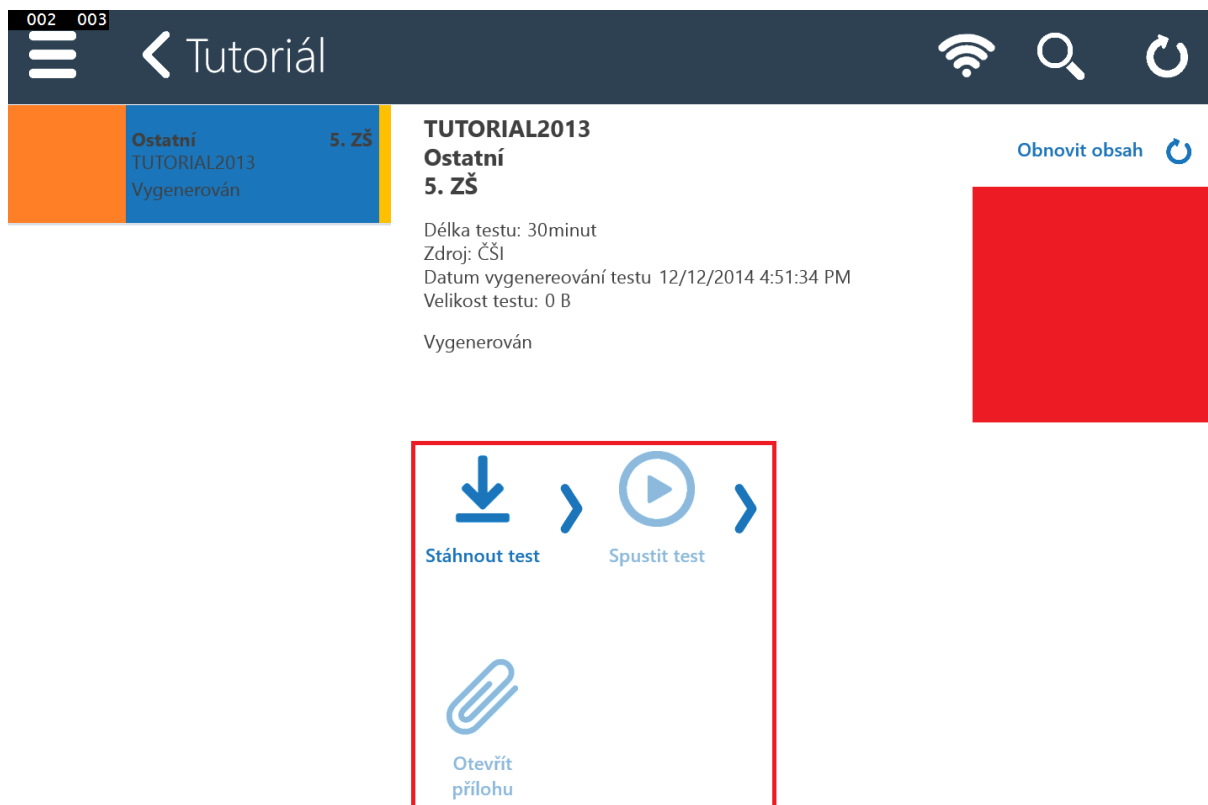 002 003
Tutoriál
Ostatní 5. ZŠ
TUTORIAL2013
Vygenerován
TUTORIAL2013
Ostatní
5. ZŠ
Obnovit obsah
Délka testu: 30minut
Zdroj: ČŠI
Datum vygenereování testu 12/12/2014 4:51:34 PM
Velikost testu: 0 B
Vygenerován
Stáhnout test
Spustit test
Otevřít
přílohu